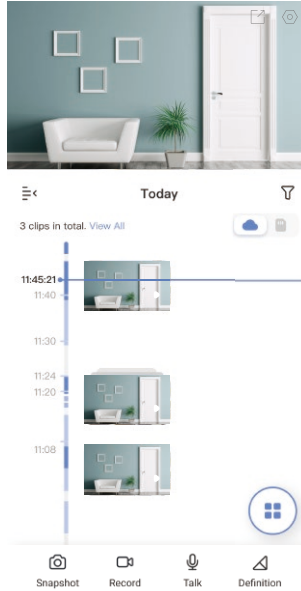 Today
3 clips in total. View All
11:45:21
11:40
11:30
11:24
11:20
11:08
Snapshot Record Talk Definition